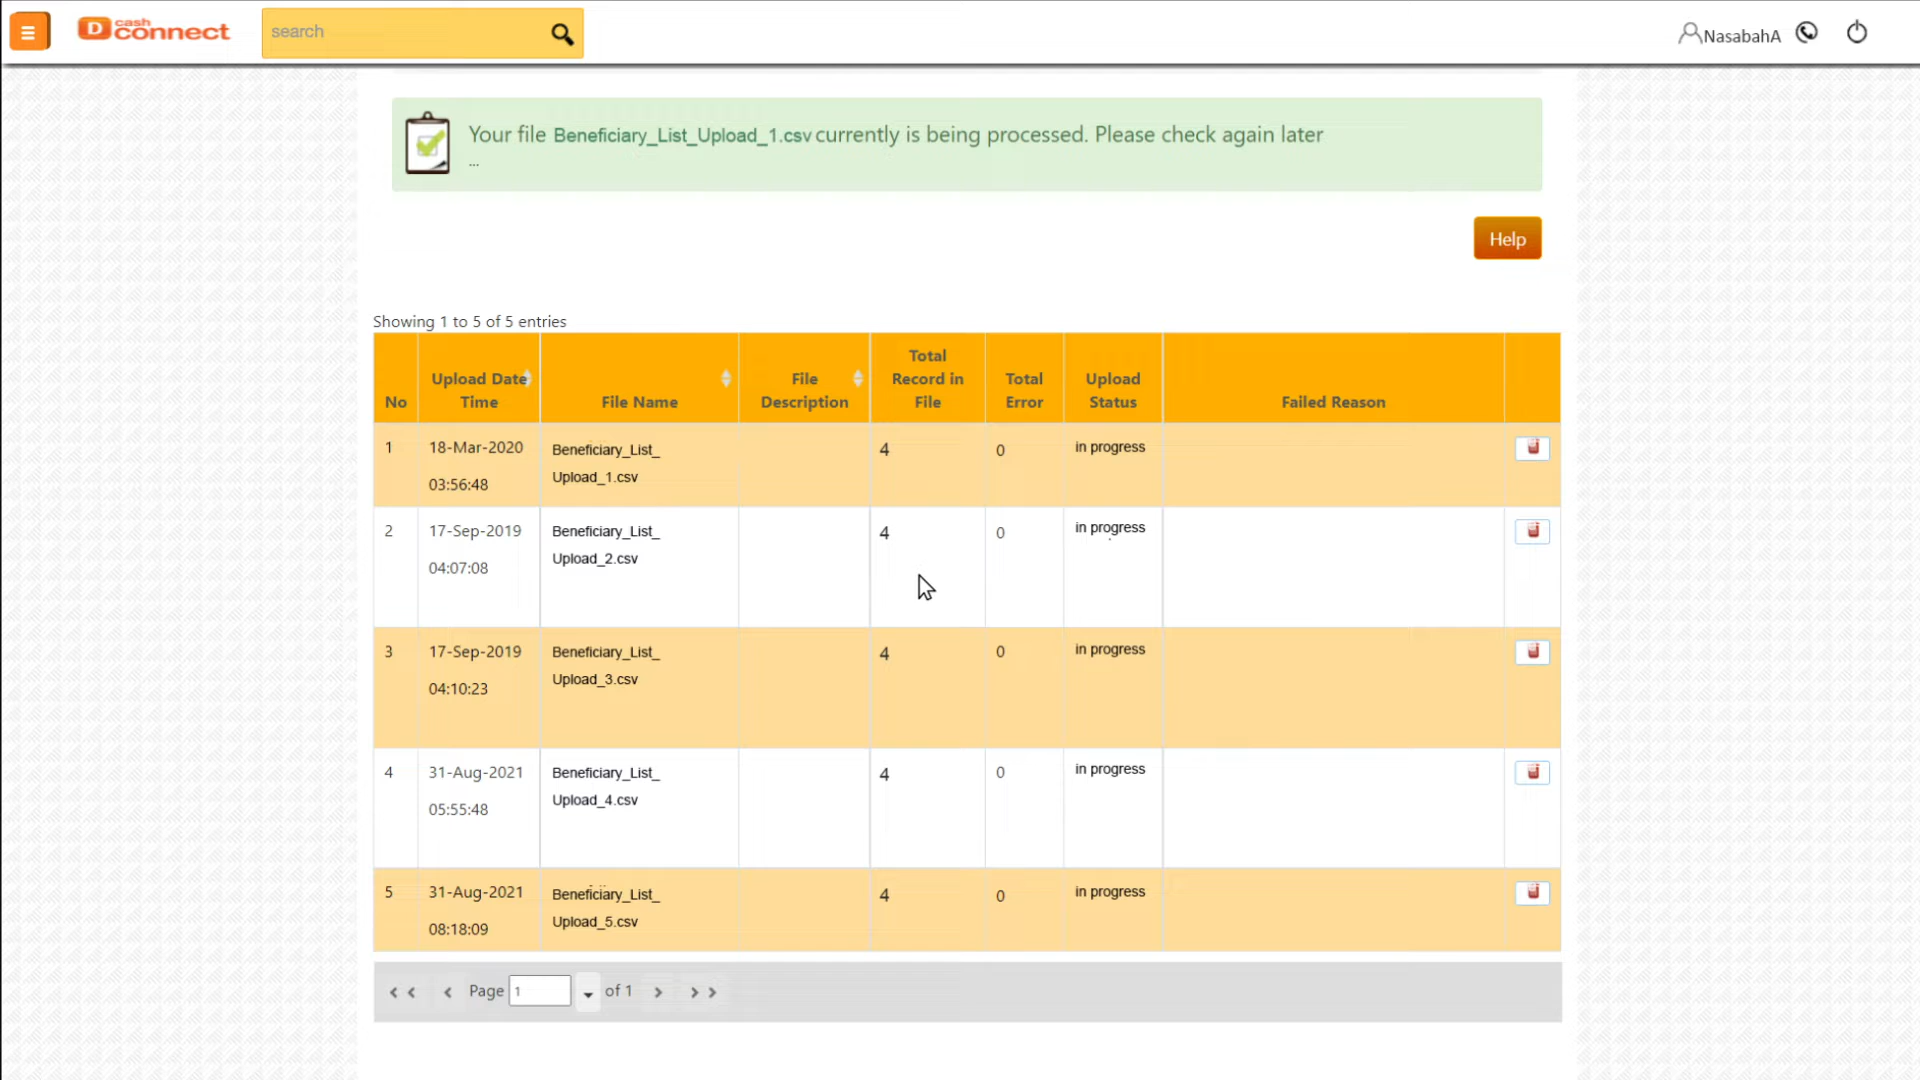 D cash connect
search
NasabahA
Your file Beneficiary_List_Upload_1.csv currently is being processed. Please check again later
...
Help
Showing 1 to 5 of 5 entries
No
Upload Date
Time
File Name
File
Description
Total
Record in
File
Total
Error
Upload
Status
Failed Reason
1
18-Mar-2020
03:56:48
Beneficiary_List_
Upload_1.csv
4
0
in progress
2
17-Sep-2019
04:07:08
Beneficiary_List_
Upload_2.csv
4
0
in progress
3
17-Sep-2019
04:10:23
Beneficiary_List_
Upload_3.csv
4
0
in progress
4
31-Aug-2021
05:55:48
Beneficiary_List_
Upload_4.csv
4
0
in progress
5
31-Aug-2021
08:18:09
Beneficiary_List_
Upload_5.csv
4
0
in progress
Page 1 of 1